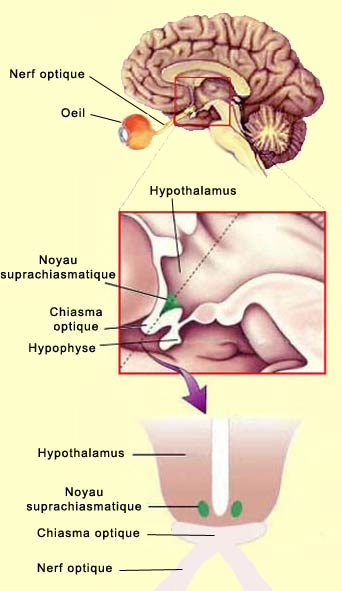 Nerf optique
Oeil
Hypothalamus
Noyau
suprachiasmatique
Chiasma
optique
Hypophyse
Hypothalamus
Noyau
suprachiasmatique
Chiasma optique
Nerf optique